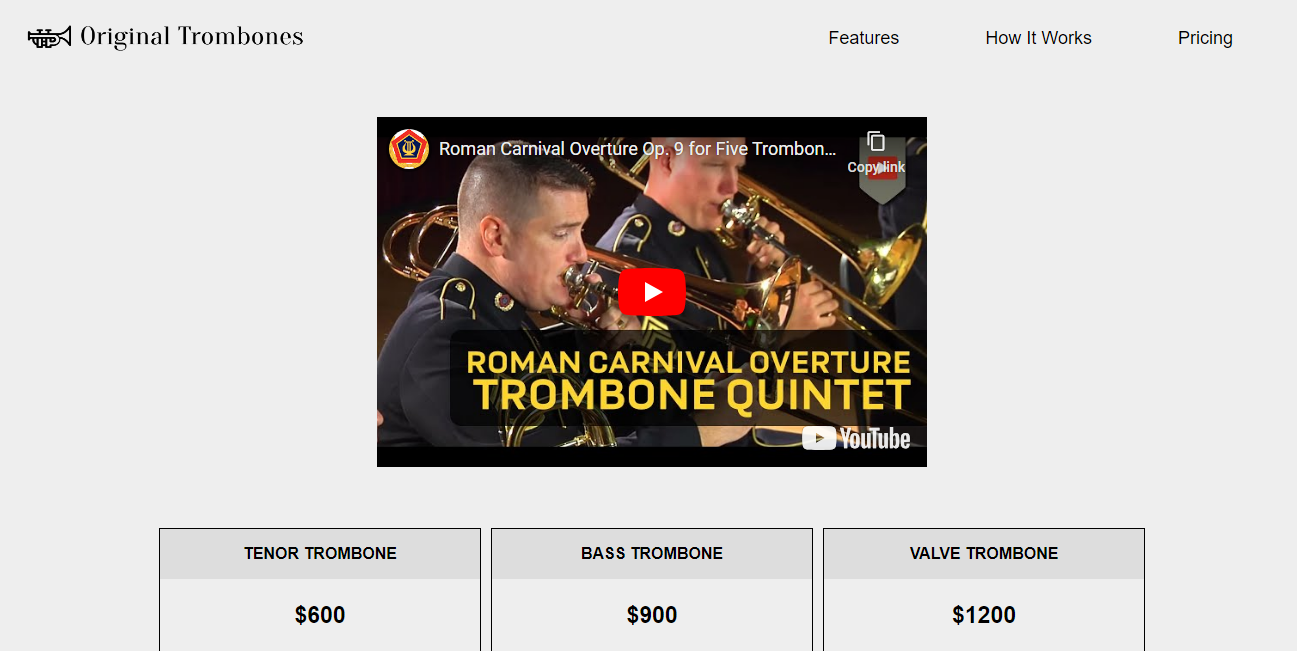 Original Trombones
Features
How It Works
Pricing
Roman Carnival Overture Op. 9 for Five Trombon...
Copy link
ROMAN CARNIVAL OVERTURE
TROMBONE QUINTET
YouTube
TENOR TROMBONE
BASS TROMBONE
VALVE TROMBONE
$600
$900
$1200